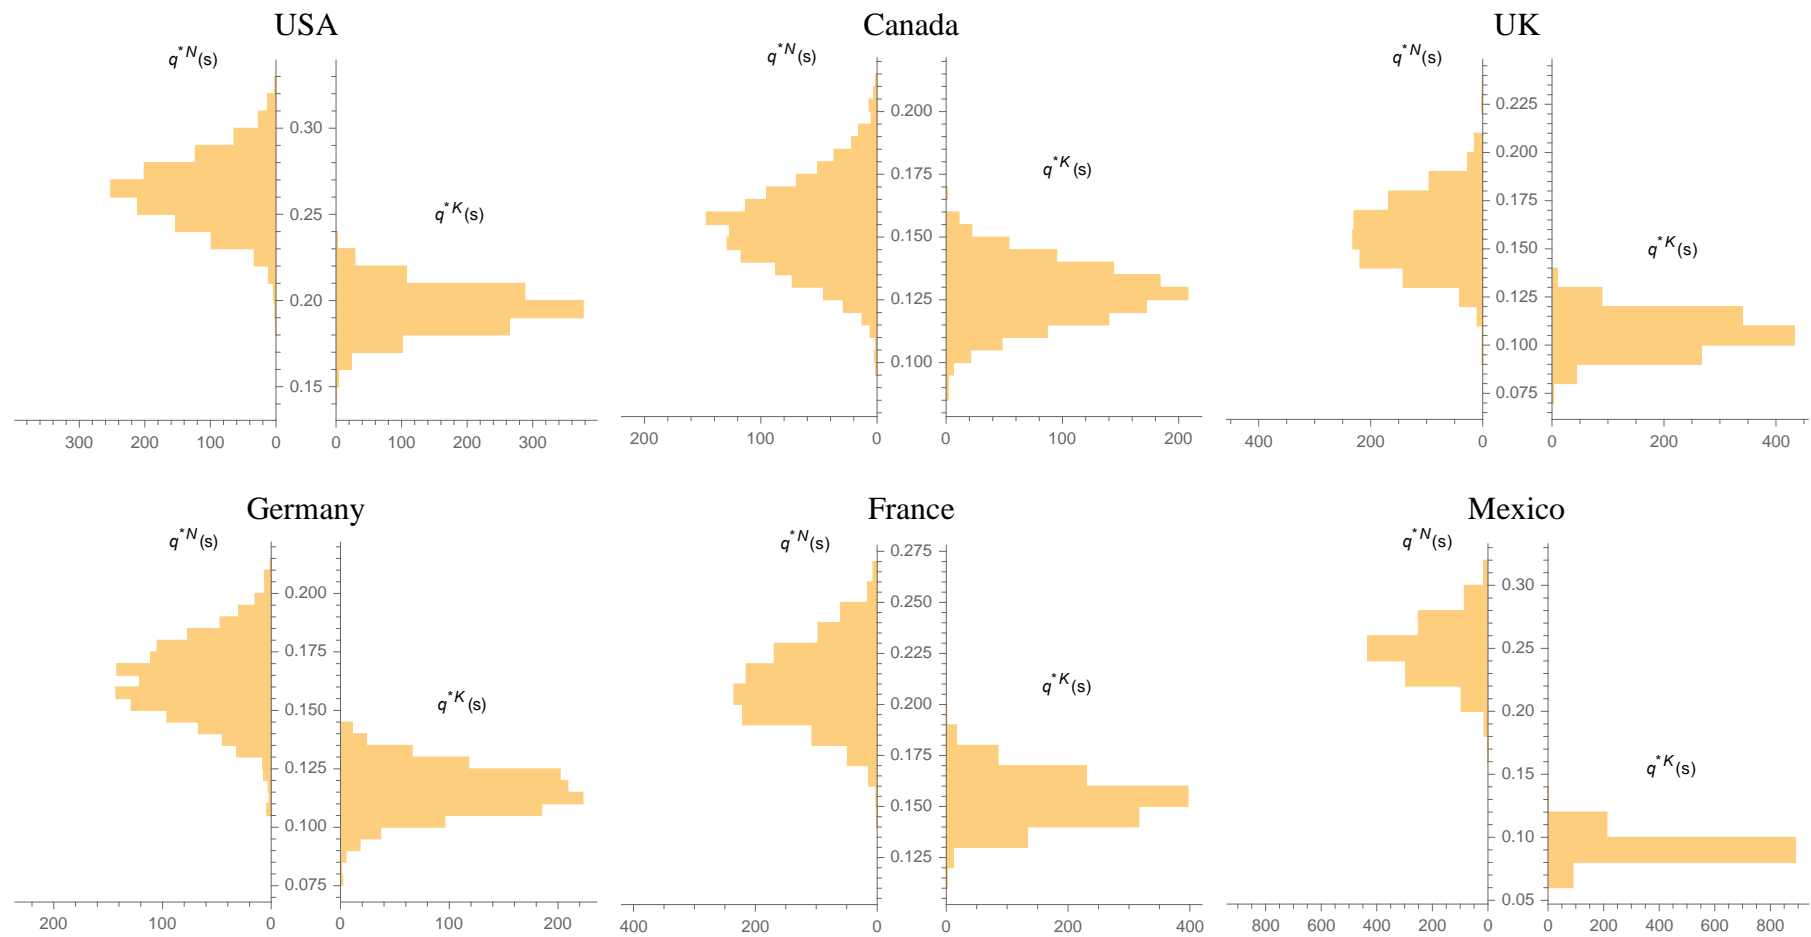 USA
q*N(s)
0.30
0.25
0.20
0.15
q*K(s)
300 200 100 0
0 100 200 300
Canada
q*N(s)
0.200
0.175
0.150
0.125
0.100
q*K(s)
200 100 0
0 100 200
UK
q*N(s)
0.225
0.200
0.175
0.150
0.125
0.100
0.075
q*K(s)
400 200 0
0 200 400
Germany
q*N(s)
0.200
0.175
0.150
0.125
0.100
0.075
q*K(s)
200 100 0
0 100 200
France
q*N(s)
0.275
0.250
0.225
0.200
0.175
0.150
0.125
q*K(s)
400 200 0
0 200 400
Mexico
q*N(s)
0.30
0.25
0.20
0.15
0.10
0.05
q*K(s)
800 600 400 200 0
0 200 400 600 800